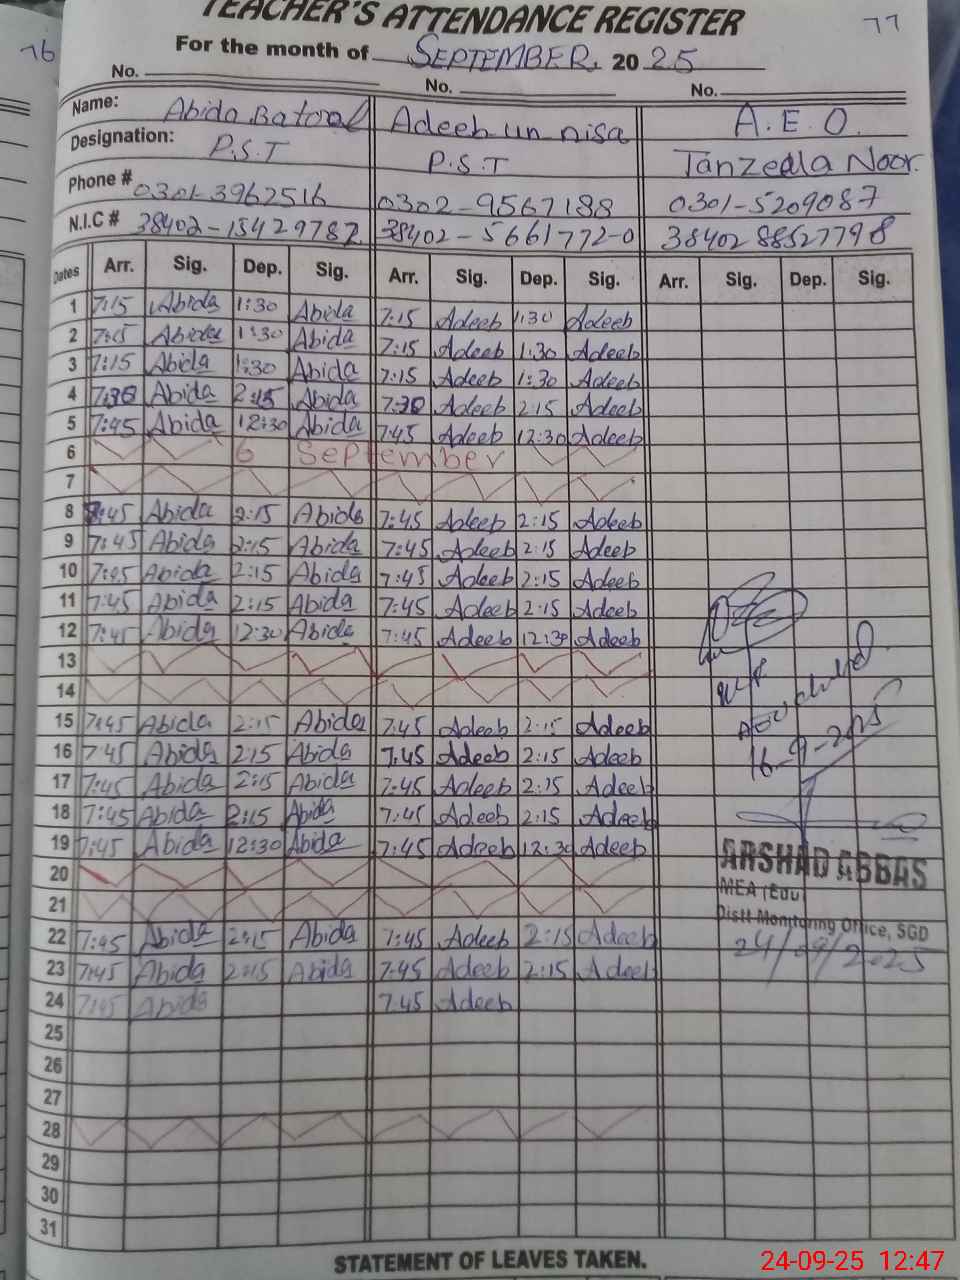 TEACHER'S ATTENDANCE REGISTER
76
77
For the month of SEPTEMBER. 2025
No. No. No.
Name: Abida Batool Adeeb un nisa A.E.O.
Designation: P.S.T P.S.T Tanzeela Noor.
Phone # 0301-3962516 0302-9567188 0301-5209087
N.I.C # 38402-1542978-2 38402-5661772-0 38402 8852779 8
Dates Arr. Sig. Dep. Sig. Arr. Sig. Dep. Sig. Arr. Sig. Dep. Sig.
1 7:15 Abida 1:30 Abida 7:15 Adeeb 1:30 Adeeb
2 7:15 Abida 1:30 Abida 7:15 Adeeb 1:30 Adeeb
3 7:15 Abida 1:30 Abida 7:15 Adeeb 1:30 Adeeb
4 7:30 Abida 2:15 Abida 7:30 Adeeb 2:15 Adeeb
5 7:45 Abida 12:30 Abida 7:45 Adeeb 12:30 Adeeb
6 6 September
7
8 7:45 Abida 2:15 Abida 7:45 Adeeb 2:15 Adeeb
9 7:45 Abida 2:15 Abida 7:45 Adeeb 2:15 Adeeb
10 7:45 Abida 2:15 Abida 7:45 Adeeb 2:15 Adeeb
11 7:45 Abida 2:15 Abida 7:45 Adeeb 2:15 Adeeb
12 7:45 Abida 12:30 Abida 7:45 Adeeb 12:30 Adeeb
13
14
15 7:45 Abida 2:15 Abida 7:45 Adeeb 2:15 Adeeb
16 7:45 Abida 2:15 Abida 7:45 Adeeb 2:15 Adeeb
16-9-2025
17 7:45 Abida 2:15 Abida 7:45 Adeeb 2:15 Adeeb
18 7:45 Abida 2:15 Abida 7:45 Adeeb 2:15 Adeeb
19 7:45 Abida 12:30 Abida 7:45 Adeeb 12:30 Adeeb
20
ARSHAD ABBAS
21
MEA (Edu)
Distt Monitoring Office, SGD
22 7:45 Abida 2:15 Abida 7:45 Adeeb 2:15 Adeeb
24/09/2025
23 7:45 Abida 2:15 Abida 7:45 Adeeb 2:15 Adeeb
24 7:45 Abida 7:45 Adeeb
25
26
27
28
29
30
31
STATEMENT OF LEAVES TAKEN.
24-09-25 12:47